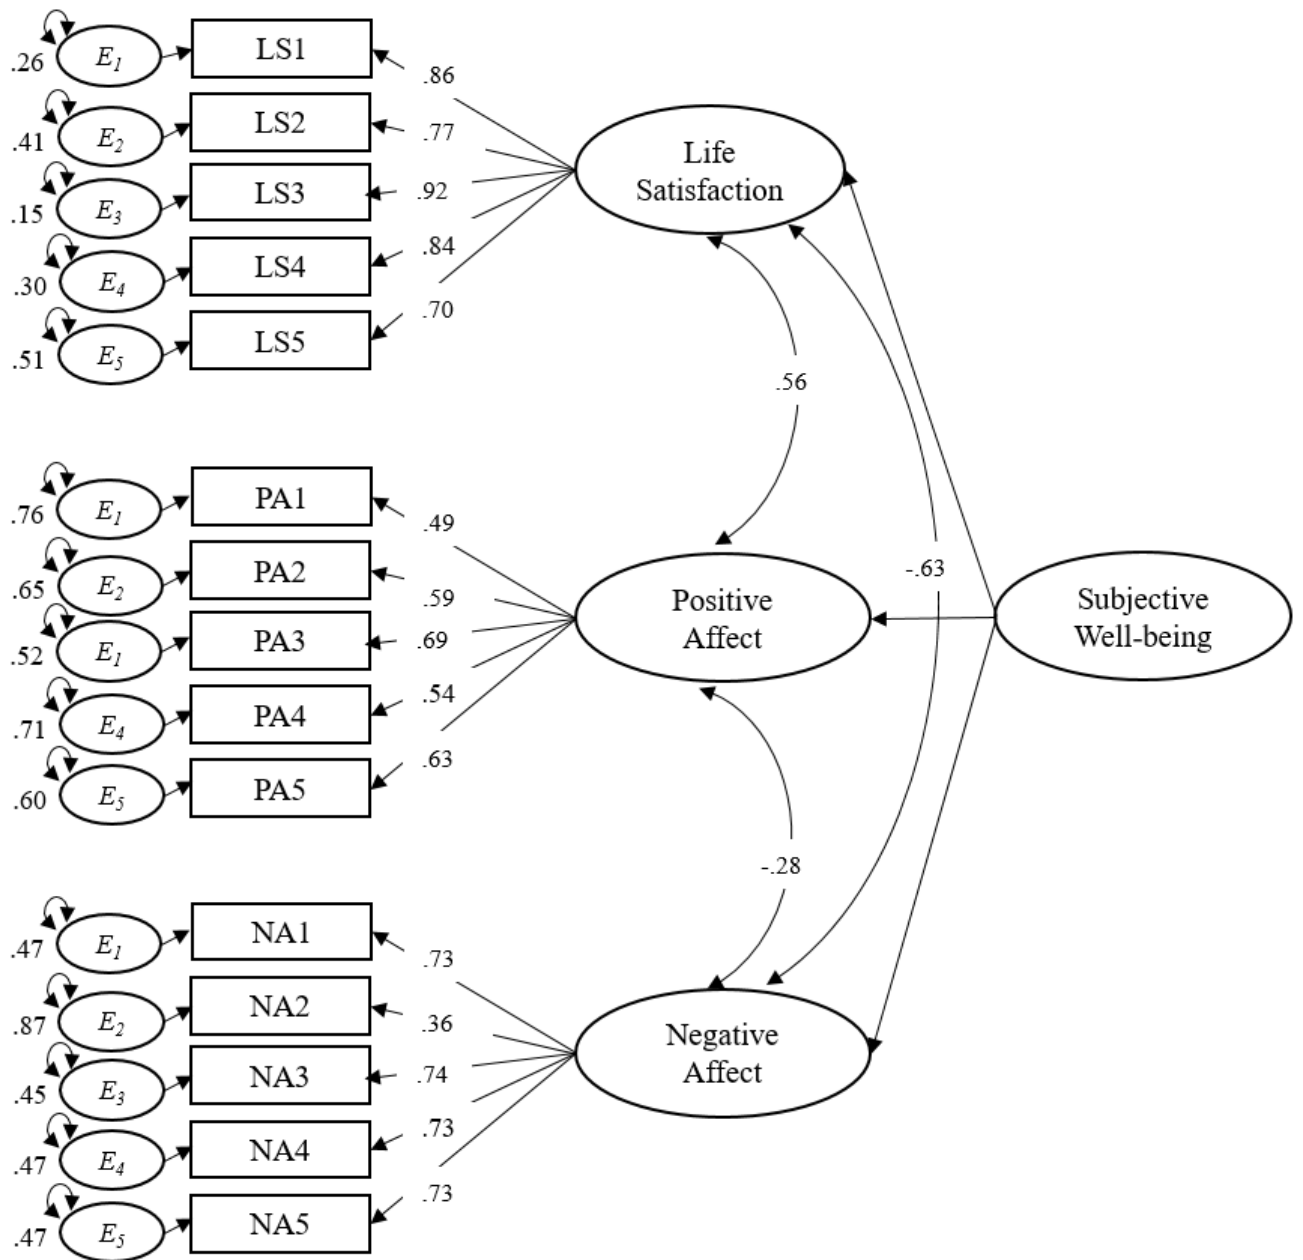 .26
E1
LS1
.86
.41
E2
LS2
.77
.15
E3
LS3
.92
.30
E4
LS4
.84
.51
E5
LS5
.70
Life
Satisfaction
.56
.76
E1
PA1
.49
.65
E2
PA2
.59
.52
E1
PA3
.69
.71
E4
PA4
.54
.60
E5
PA5
.63
Positive
Affect
-.63
Subjective
Well-being
-.28
.47
E1
NA1
.73
.87
E2
NA2
.36
.45
E3
NA3
.74
.47
E4
NA4
.73
.47
E5
NA5
.73
Negative
Affect